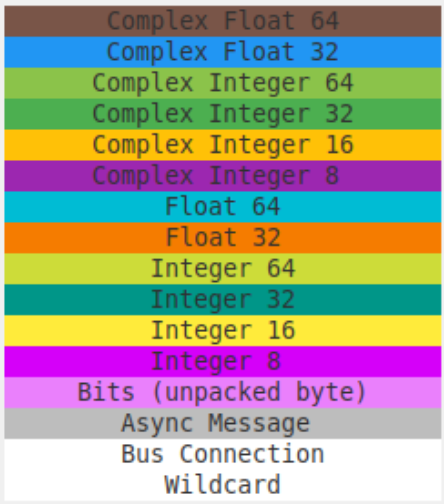 Complex Float 64
Complex Float 32
Complex Integer 64
Complex Integer 32
Complex Integer 16
Complex Integer 8
Float 64
Float 32
Integer 64
Integer 32
Integer 16
Integer 8
Bits (unpacked byte)
Async Message
Bus Connection
Wildcard